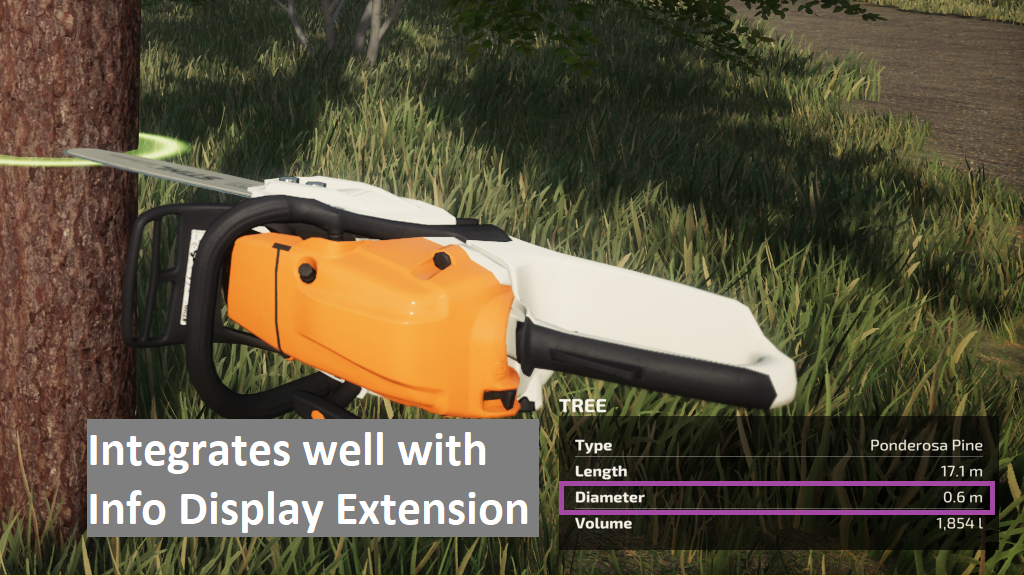 TREE
Type Ponderosa Pine
Length 17.1 m
Diameter 0.6 m
Volume 1,854 l
Integrates well with
Info Display Extension